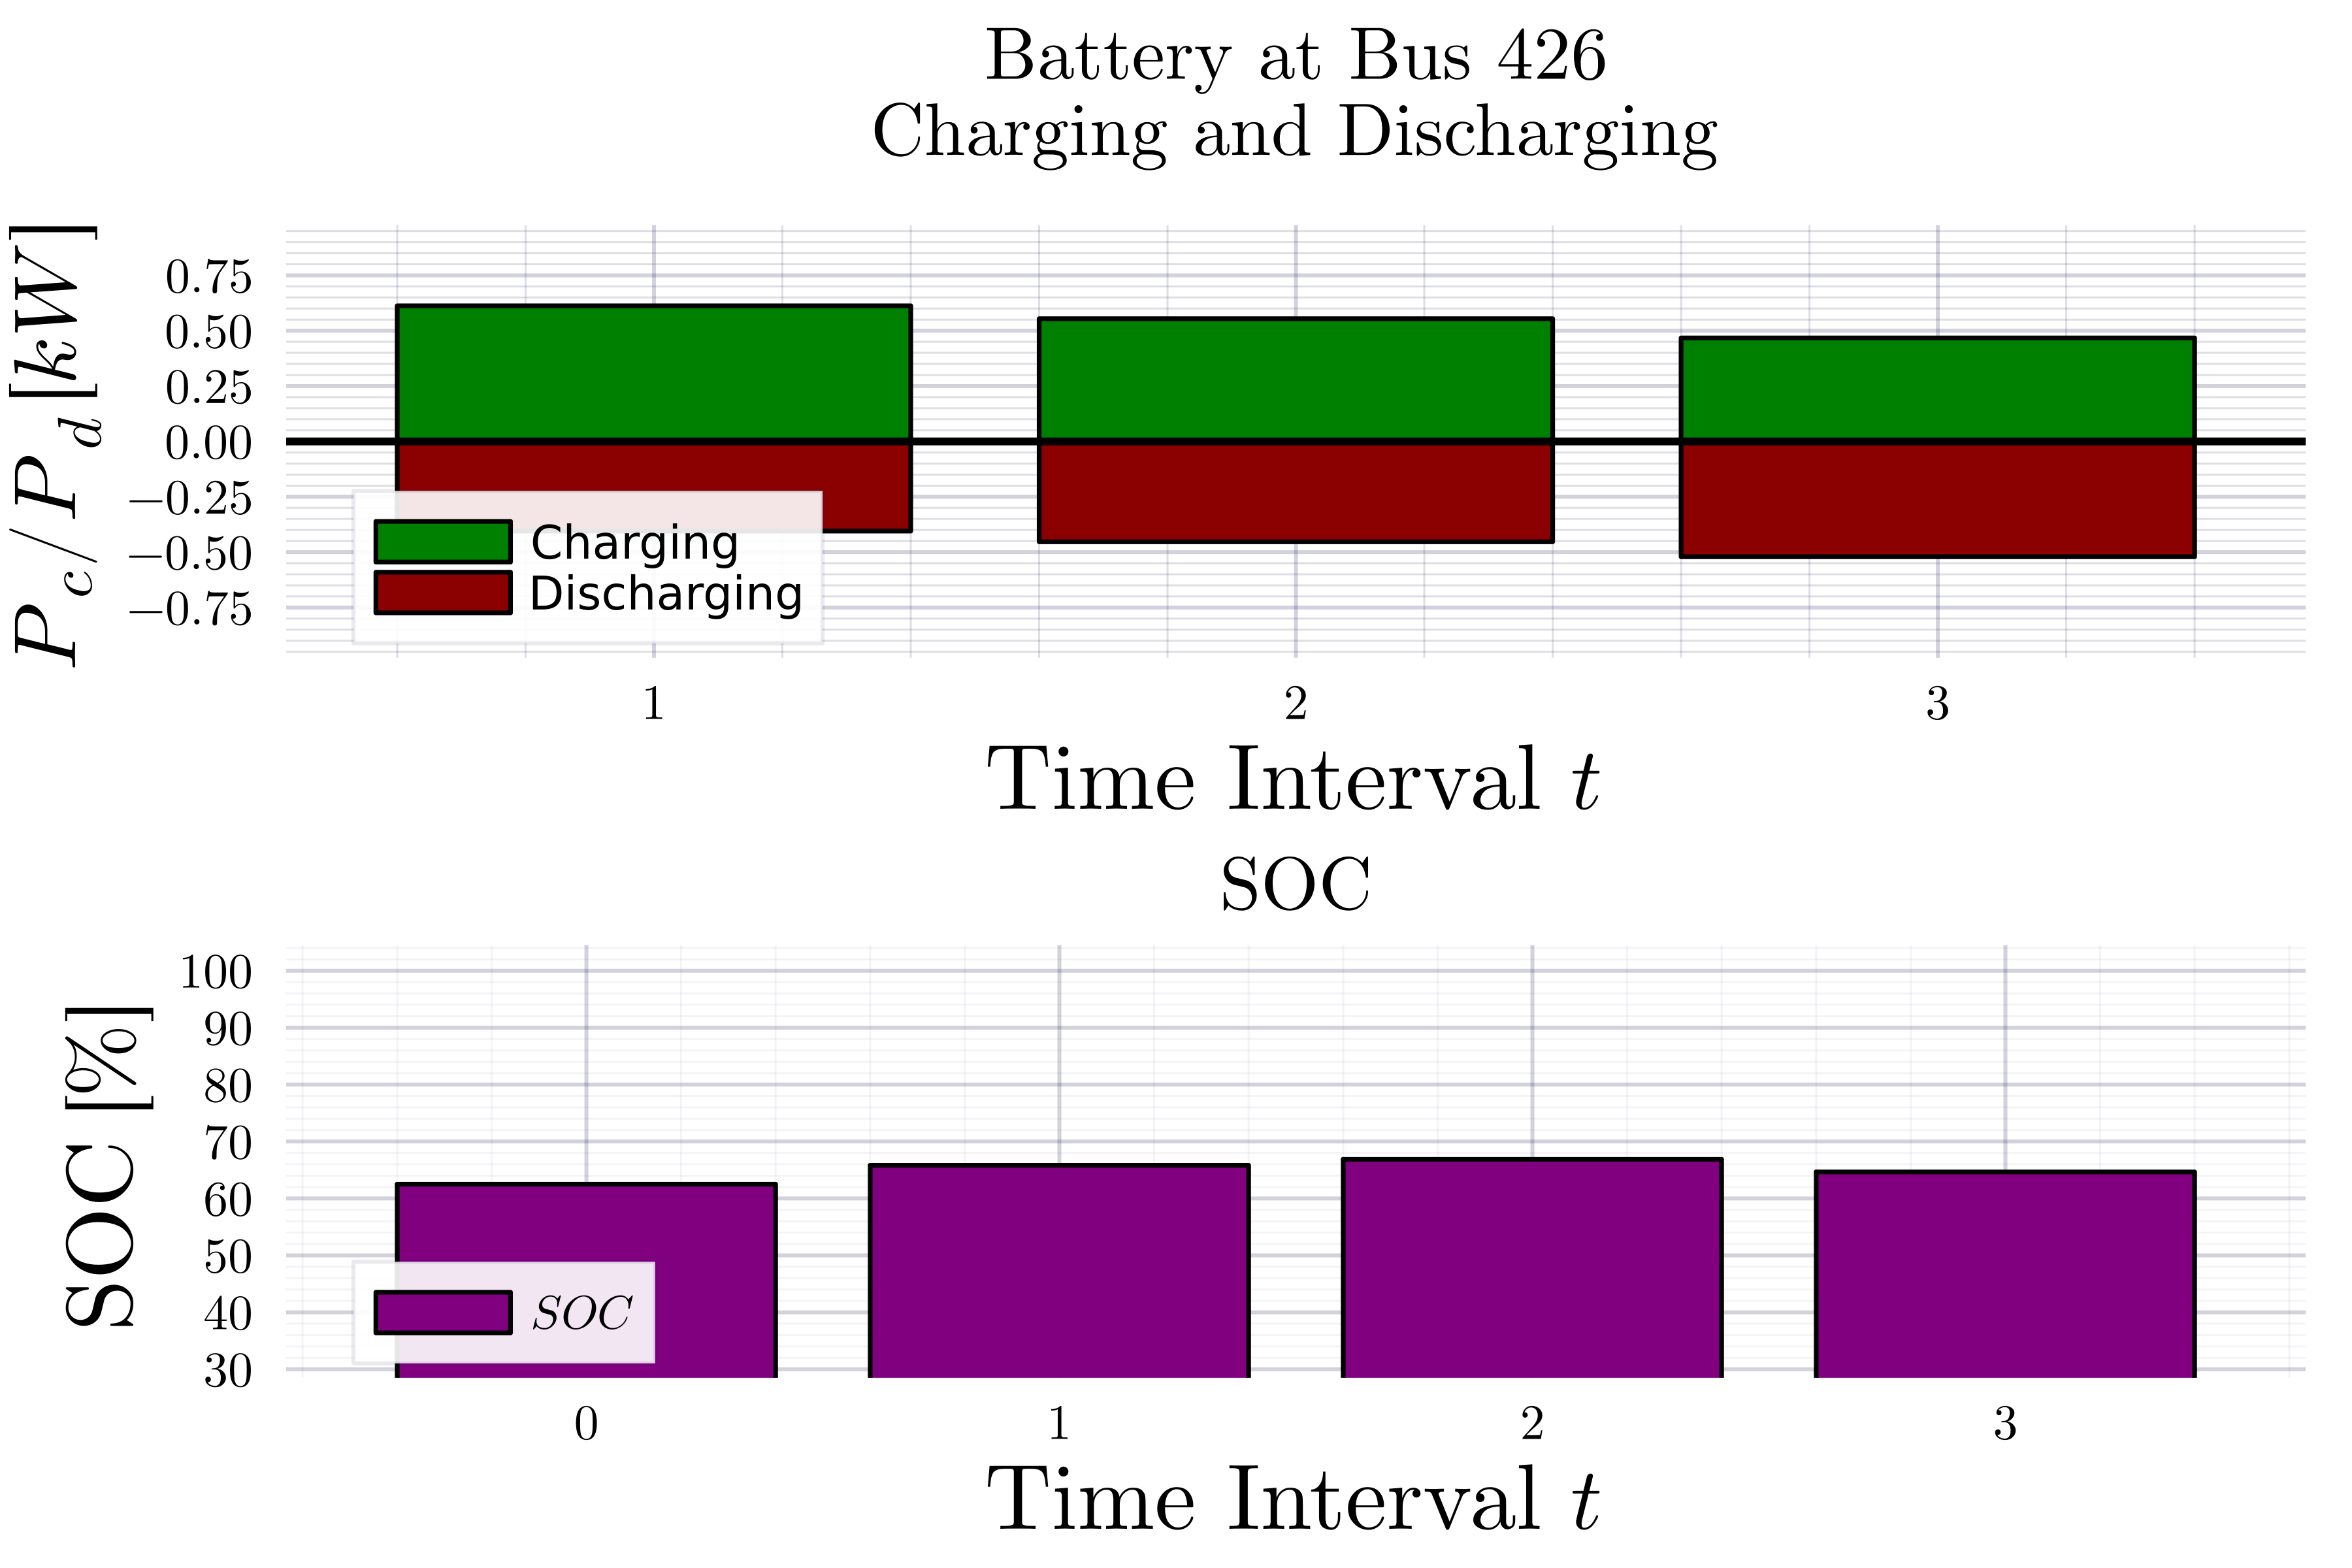 Battery at Bus 426
Charging and Discharging
P_c / P_d [kW]
0.75
0.50
0.25
0.00
−0.25
−0.50
−0.75
Charging
Discharging
1 2 3
Time Interval t
SOC
SOC [%]
100
90
80
70
60
50
40
30
SOC
0 1 2 3
Time Interval t